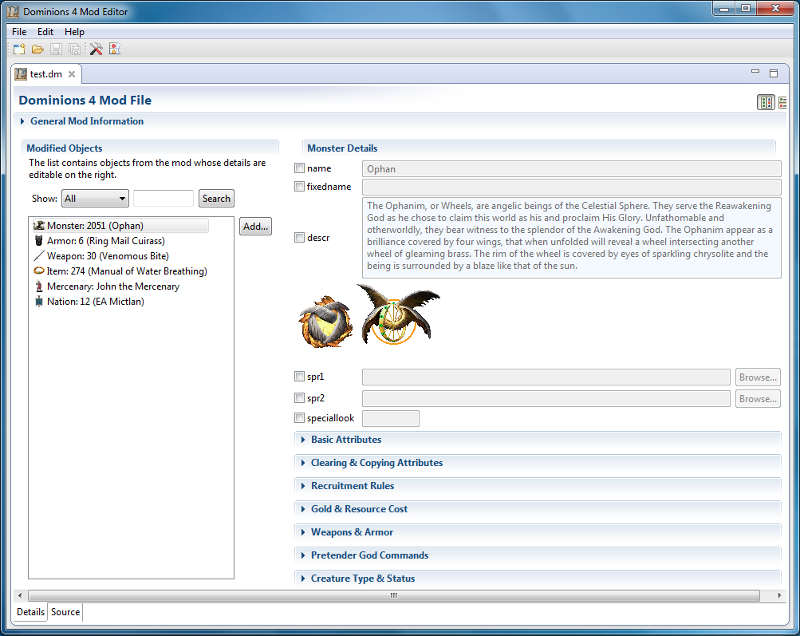 Dominions 4 Mod Editor
File Edit Help
test.dm
Dominions 4 Mod File
General Mod Information
Modified Objects
The list contains objects from the mod whose details are
editable on the right.
Show: All Search
Monster: 2051 (Ophan)
Armor: 6 (Ring Mail Cuirass)
Weapon: 30 (Venomous Bite)
Item: 274 (Manual of Water Breathing)
Mercenary: John the Mercenary
Nation: 12 (EA Mictlan)
Add...
Monster Details
name Ophan
fixedname
descr
The Ophanim, or Wheels, are angelic beings of the Celestial Sphere. They serve the Reawakening
God as he chose to claim this world as his and proclaim His Glory. Unfathomable and
otherworldly, they bear witness to the splendor of the Awakening God. The Ophanim appear as a
brilliance covered by four wings, that when unfolded will reveal a wheel intersecting another
wheel of gleaming brass. The rim of the wheel is covered by eyes of sparkling chrysolite and the
being is surrounded by a blaze like that of the sun.
spr1 Browse...
spr2 Browse...
speciallook
Basic Attributes
Clearing & Copying Attributes
Recruitment Rules
Gold & Resource Cost
Weapons & Armor
Pretender God Commands
Creature Type & Status
Details Source